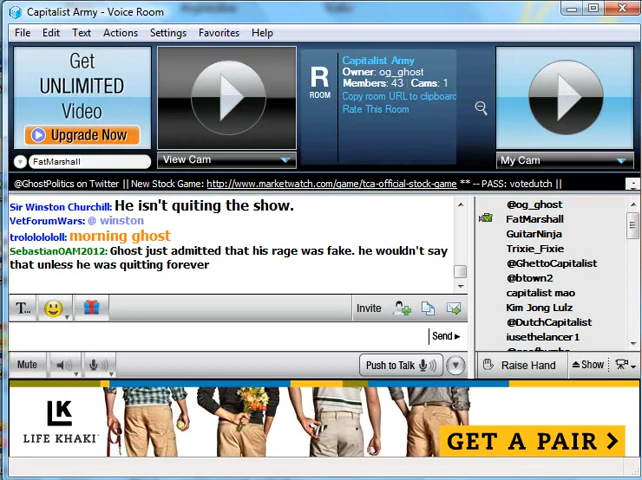 Capitalist Army - Voice Room
File Edit Text Actions Settings Favorites Help
Get
UNLIMITED
Video
Upgrade Now
FatMarshall
View Cam
R
ROOM
Capitalist Army
Owner: og_ghost
Members: 43 Cams: 1
Copy room URL to clipboard
Rate This Room
My Cam
@GhostPolitics on Twitter || New Stock Game: http://www.marketwatch.com/game/tca-official-stock-game ** -- PASS: votedutch ||
Sir Winston Churchill: He isn't quiting the show.
VetForumWars: @ winston
trolololololl: morning ghost
SebastianOAM2012: Ghost just admitted that his rage was fake. he wouldn't say
that unless he was quitting forever
@og_ghost
FatMarshall
GuitarNinja
Trixie_Fixie
@GhettoCapitalist
@btown2
capitalist mao
Kim Jong Lulz
@DutchCapitalist
iusethelancer1
T...
Invite
Send
Mute
Push to Talk
Raise Hand
Show
LK
LIFE KHAKI
GET A PAIR >